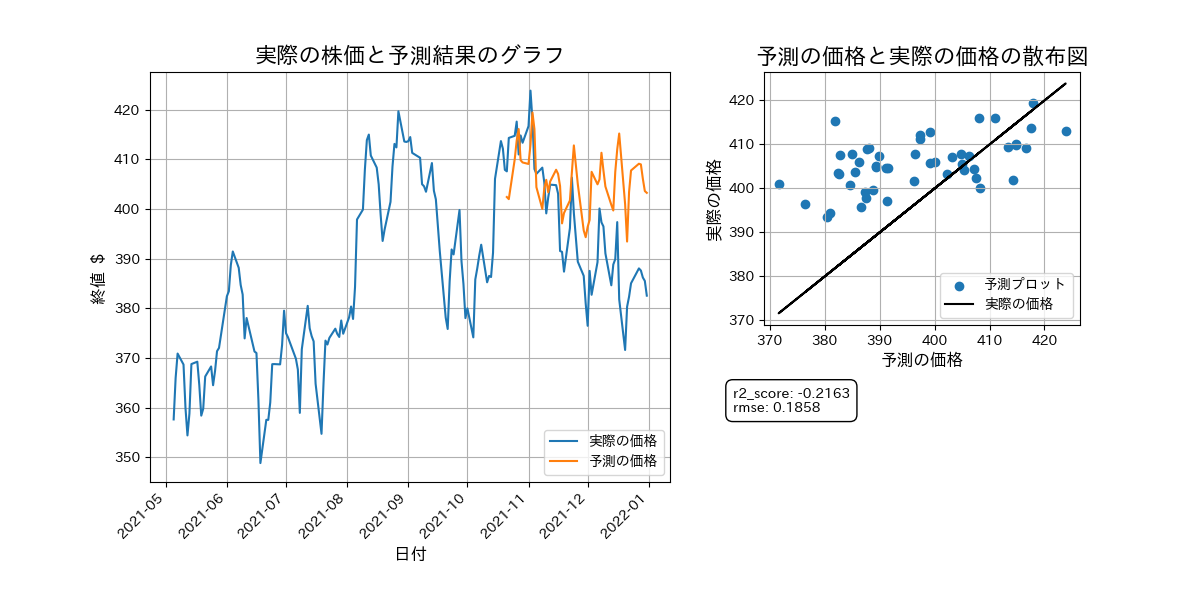 実際の株価と予測結果のグラフ
終値 $
420
410
400
390
380
370
360
350
2021-05
2021-06
2021-07
2021-08
2021-09
2021-10
2021-11
2021-12
2022-01
日付
実際の価格
予測の価格
予測の価格と実際の価格の散布図
実際の価格
420
410
400
390
380
370
370
380
390
400
410
420
予測の価格
予測プロット
実際の価格
r2_score: -0.2163
rmse: 0.1858